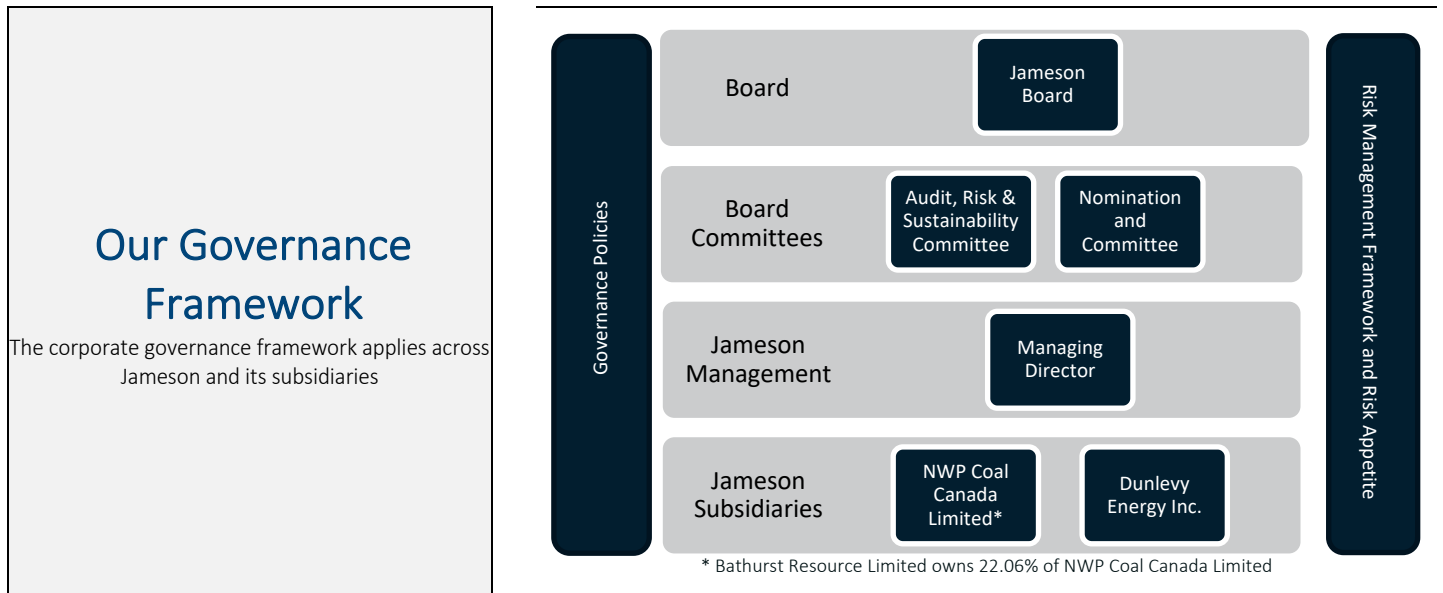 Our Governance
Framework
The corporate governance framework applies across
Jameson and its subsidiaries
Governance Policies
Board
Jameson
Board
Board
Committees
Audit, Risk &
Sustainability
Committee
Nomination
and
Committee
Jameson
Management
Managing
Director
Jameson
Subsidiaries
NWP Coal
Canada
Limited*
Dunlevy
Energy Inc.
Risk Management Framework and Risk Appetite
* Bathurst Resource Limited owns 22.06% of NWP Coal Canada Limited